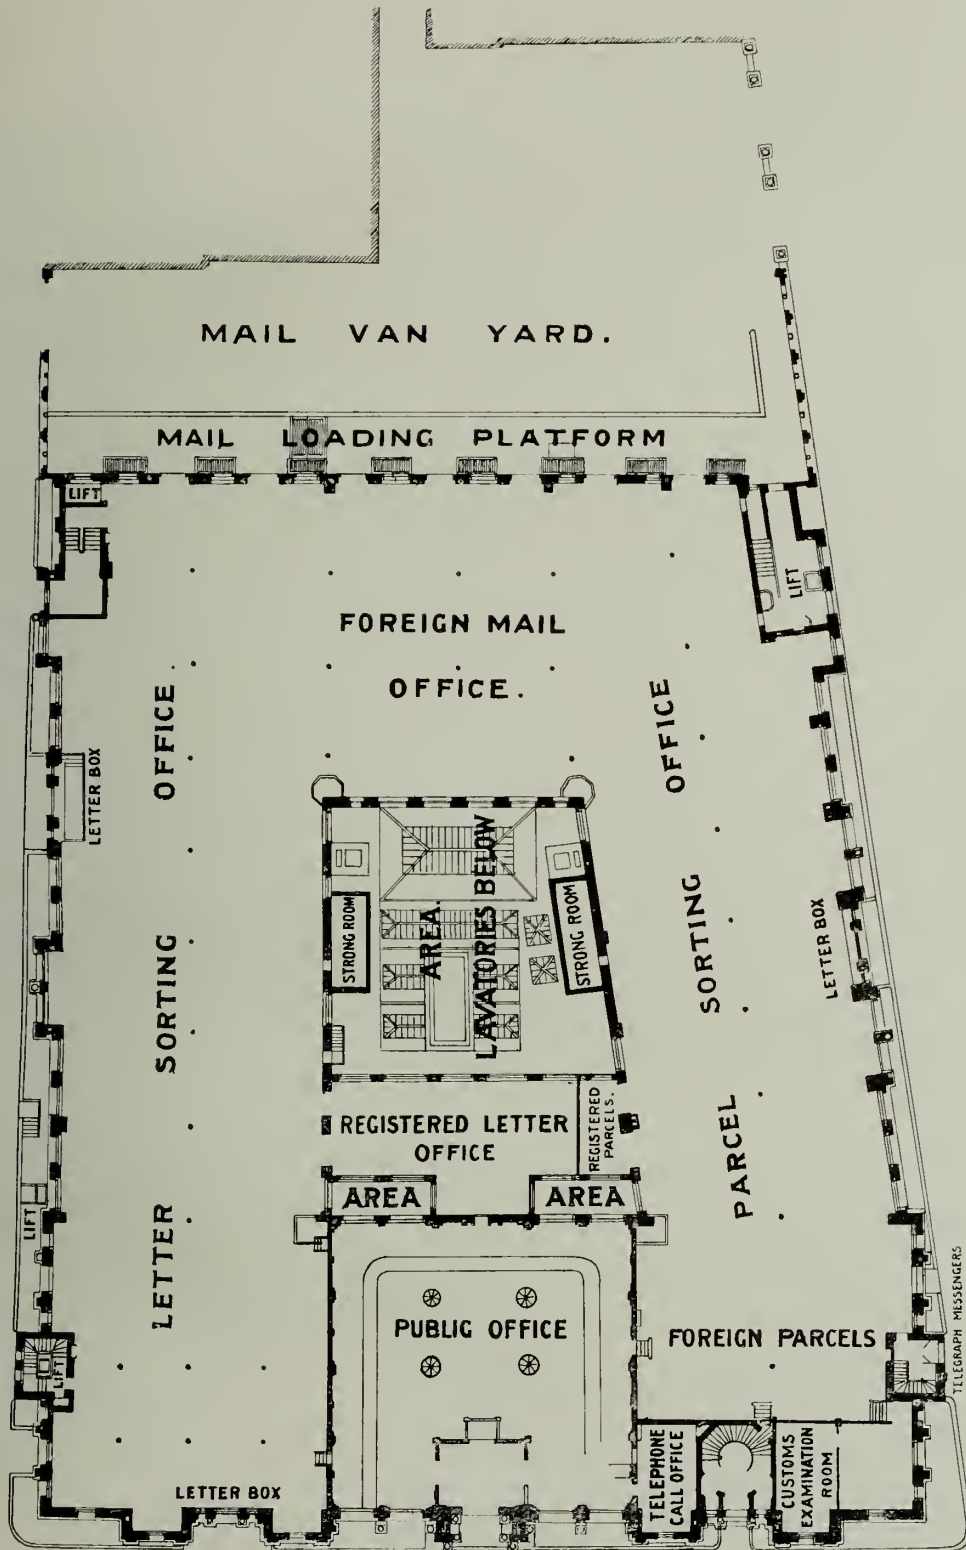 MAIL VAN YARD.
MAIL LOADING PLATFORM
LIFT
LIFT
FOREIGN MAIL
OFFICE.
LETTER SORTING OFFICE
PARCEL SORTING OFFICE
LETTER BOX
STRONG ROOM
AREA.
LAVATORIES BELOW
STRONG ROOM
LETTER BOX
REGISTERED LETTER
OFFICE
REGISTERED
PARCELS.
AREA
AREA
LIFT
PUBLIC OFFICE
FOREIGN PARCELS
TELEGRAPH MESSENGERS
LIFT
LETTER BOX
TELEPHONE
CALL OFFICE
CUSTOMS
EXAMINATION
ROOM